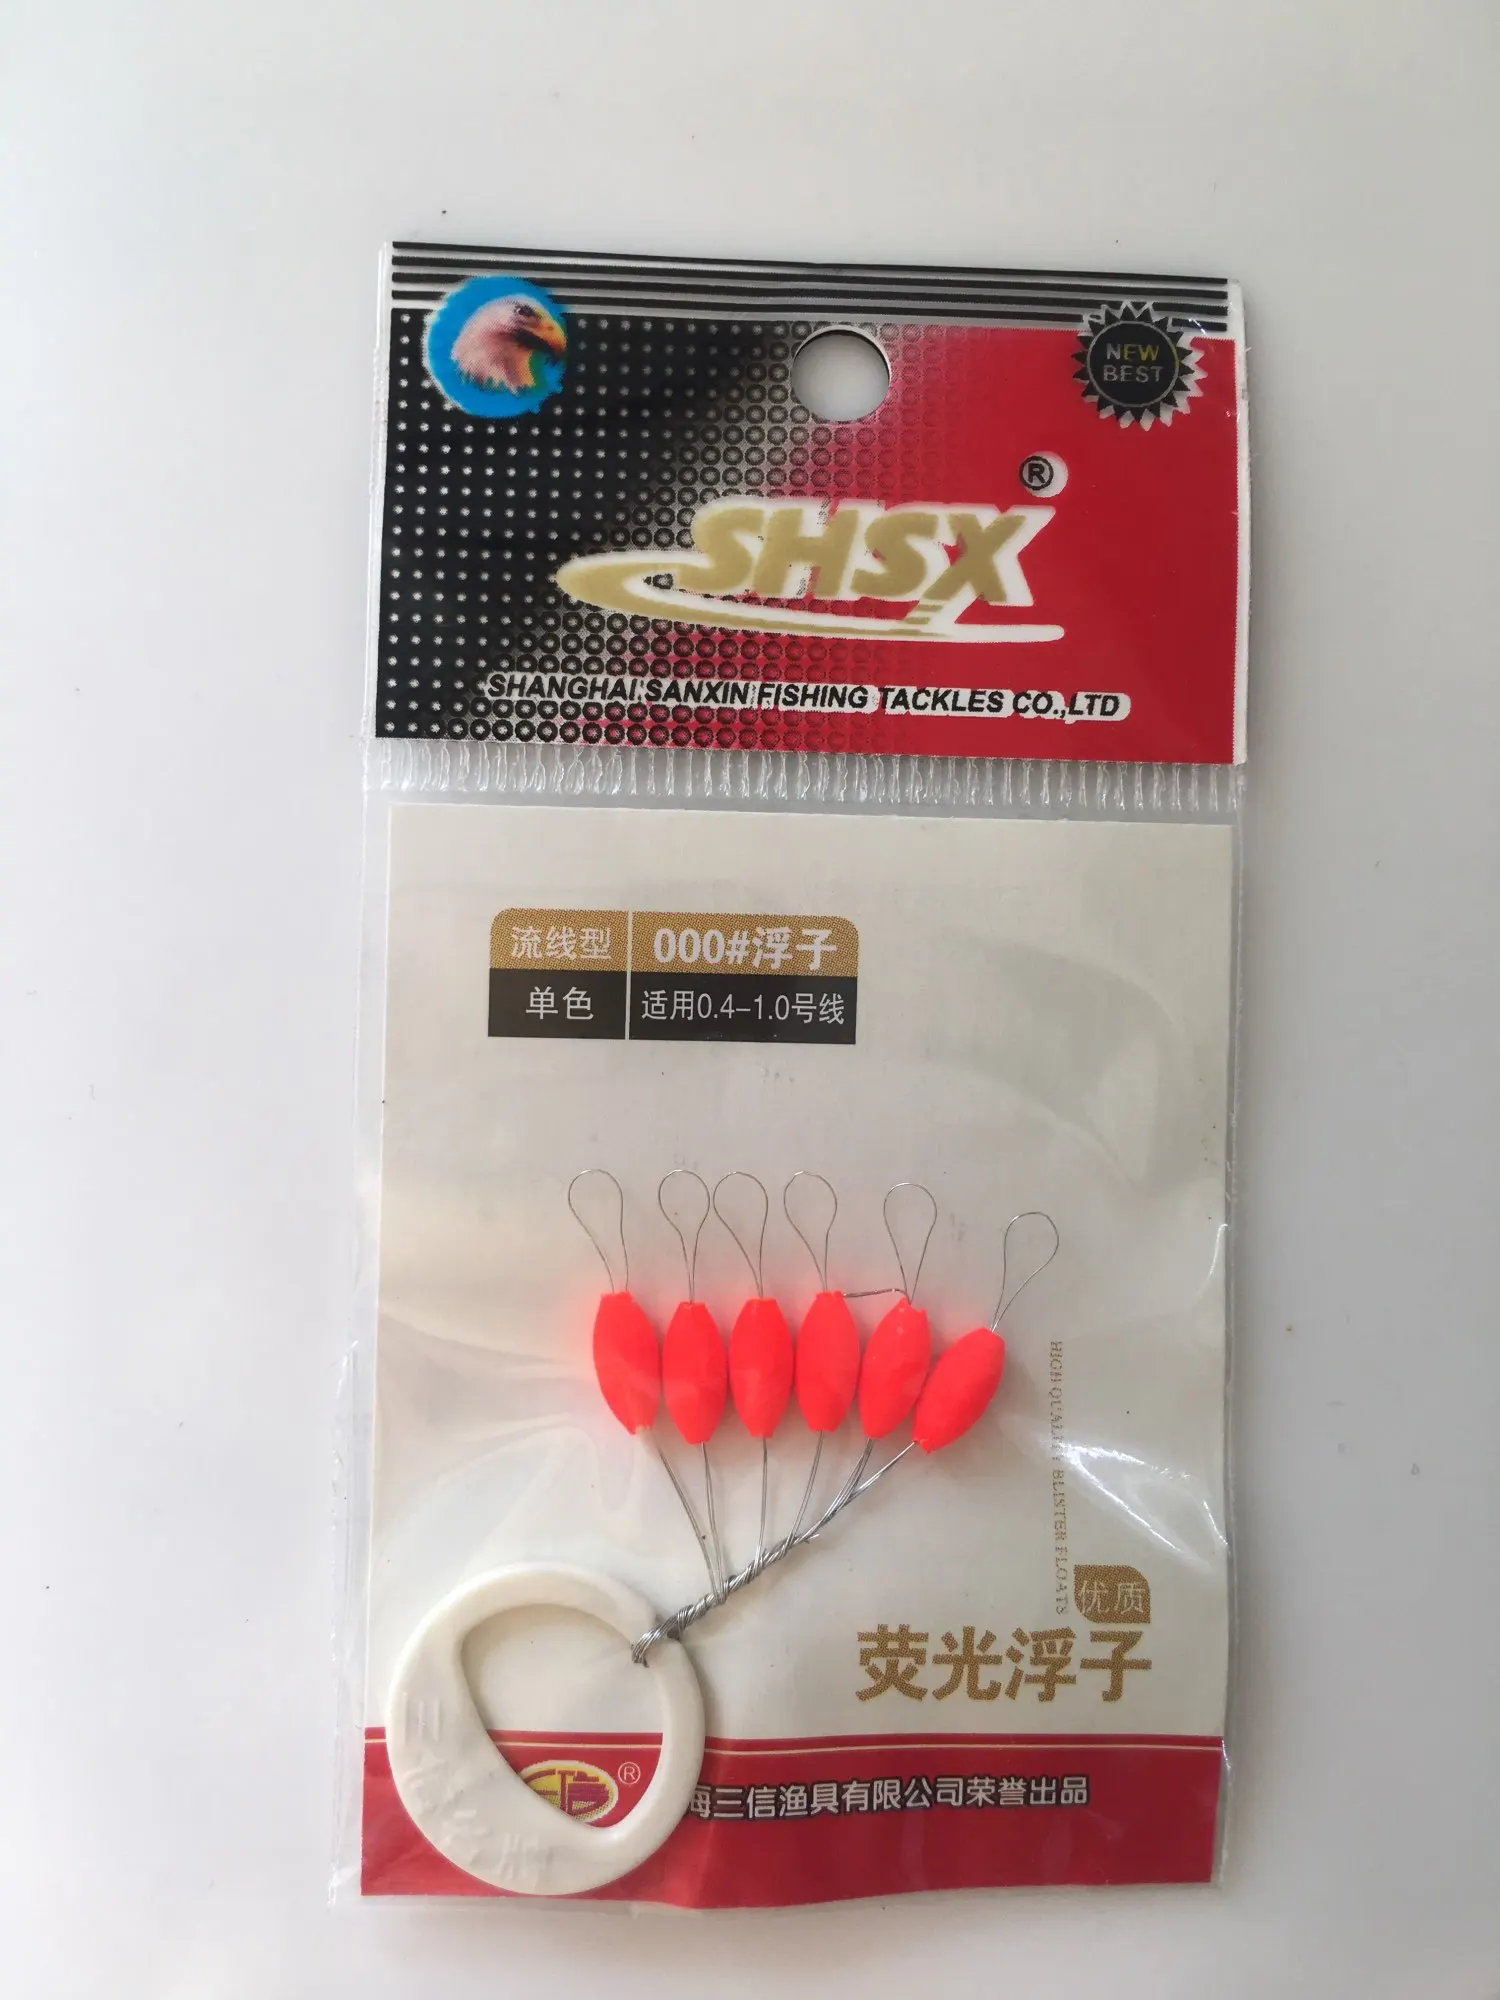 NEW
BEST
®
SHSX
SHANGHAI SANXIN FISHING TACKLES CO.,LTD
流线型 000#浮子
单色 适用0.4-1.0号线
HIGH QUALITY BLISTER FLOATS
优质
荧光浮子
®
海三信渔具有限公司荣誉出品
三信